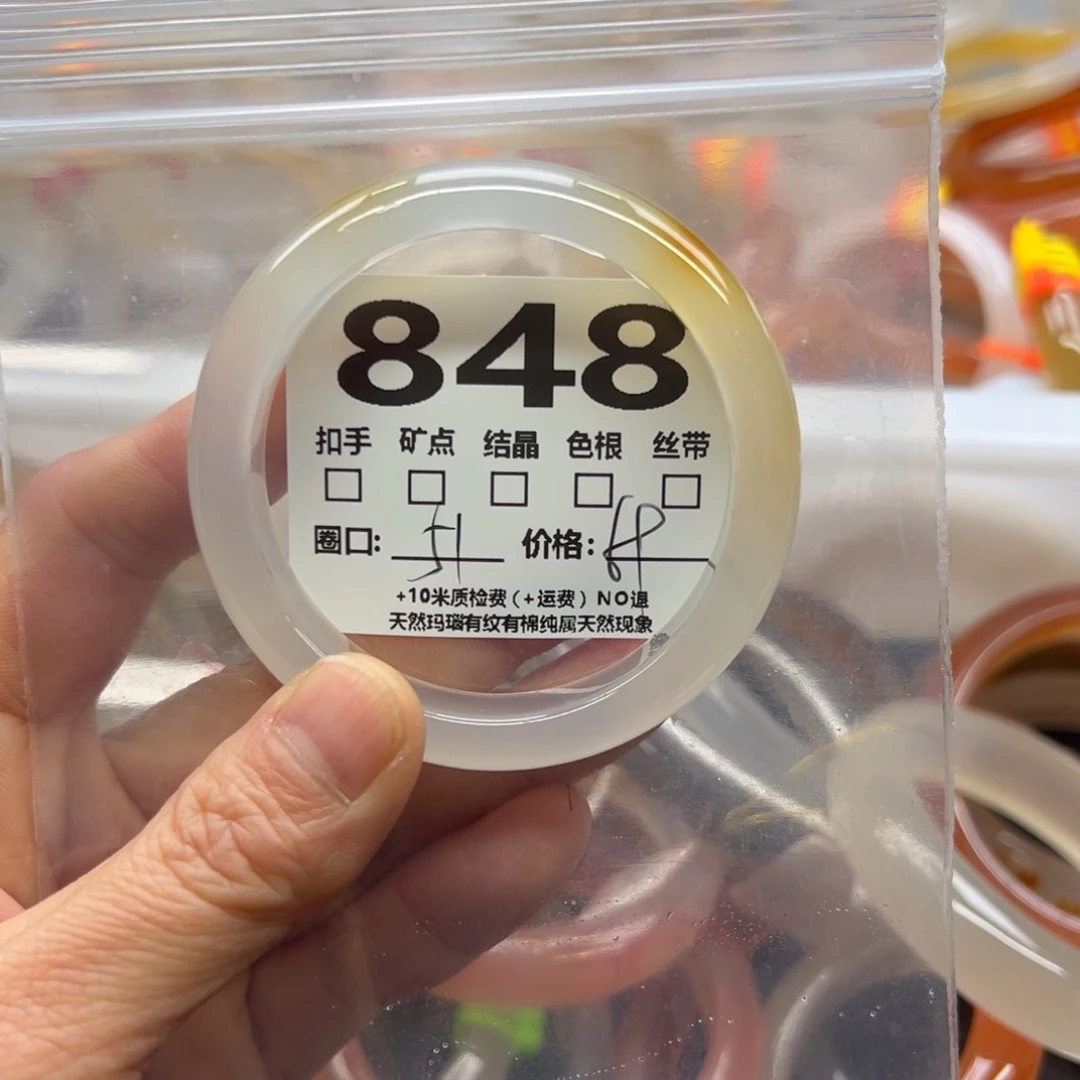 848
扣手 矿点 结晶 色根 丝带
圈口: 51 价格: 68
+10米质检费(+运费) NO退
天然玛瑙有纹有棉纯属天然现象